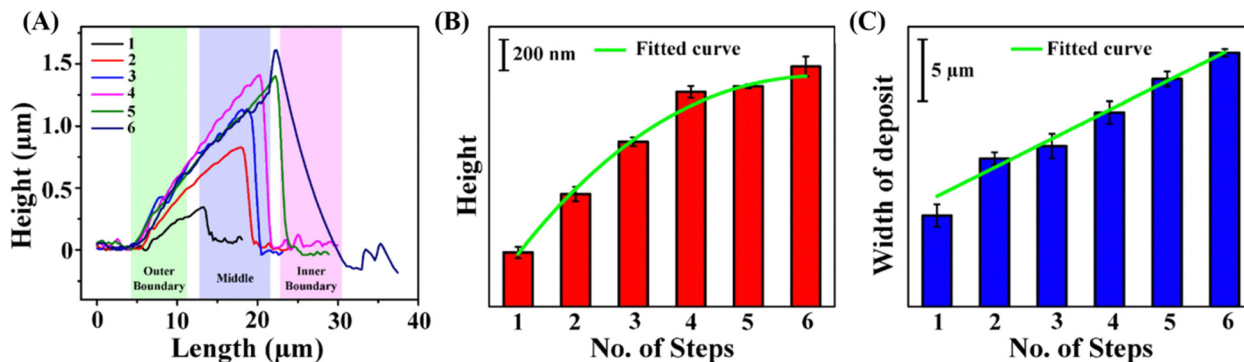 (A)
1
2
3
4
5
6
1.5
1.0
0.5
0
Height (μm)
Outer
Boundary
Middle
Inner
Boundary
0 10 20 30 40
Length (μm)
(B)
200 nm
Fitted curve
Height
1 2 3 4 5 6
No. of Steps
(C)
5 μm
Fitted curve
Width of deposit
1 2 3 4 5 6
No. of Steps